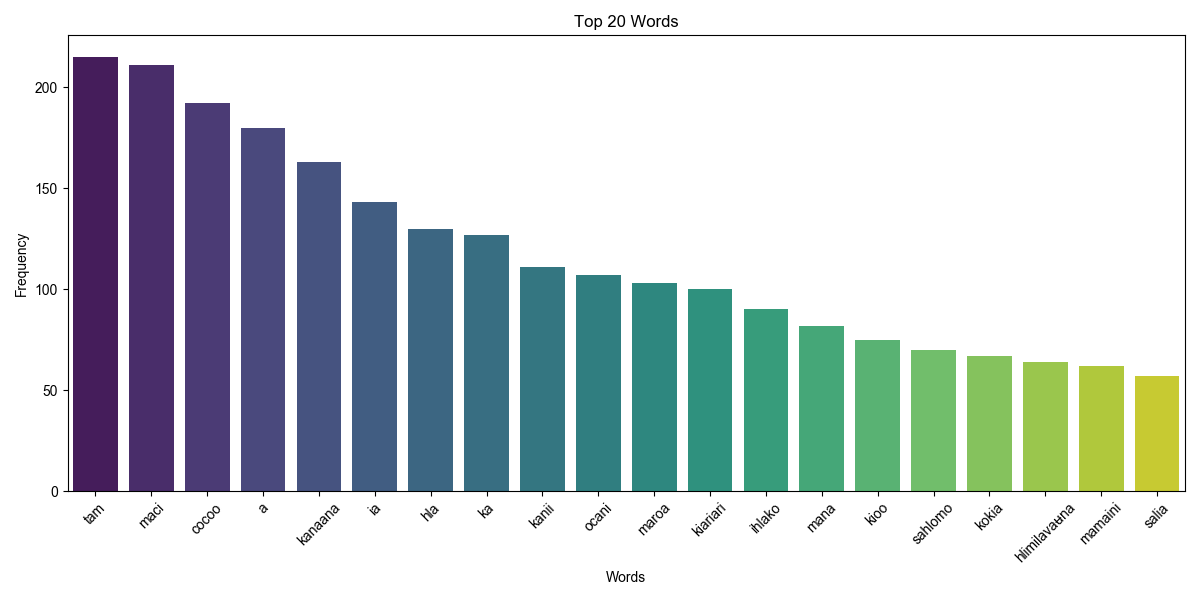 Top 20 Words
Frequency
200
150
100
50
0
tam maci cocoo a kanaana ia hla ka kanii ocani maroa kiariari ihlako mana kioo sahlomo kokia hlimilavaʉna mamaini salia
Words